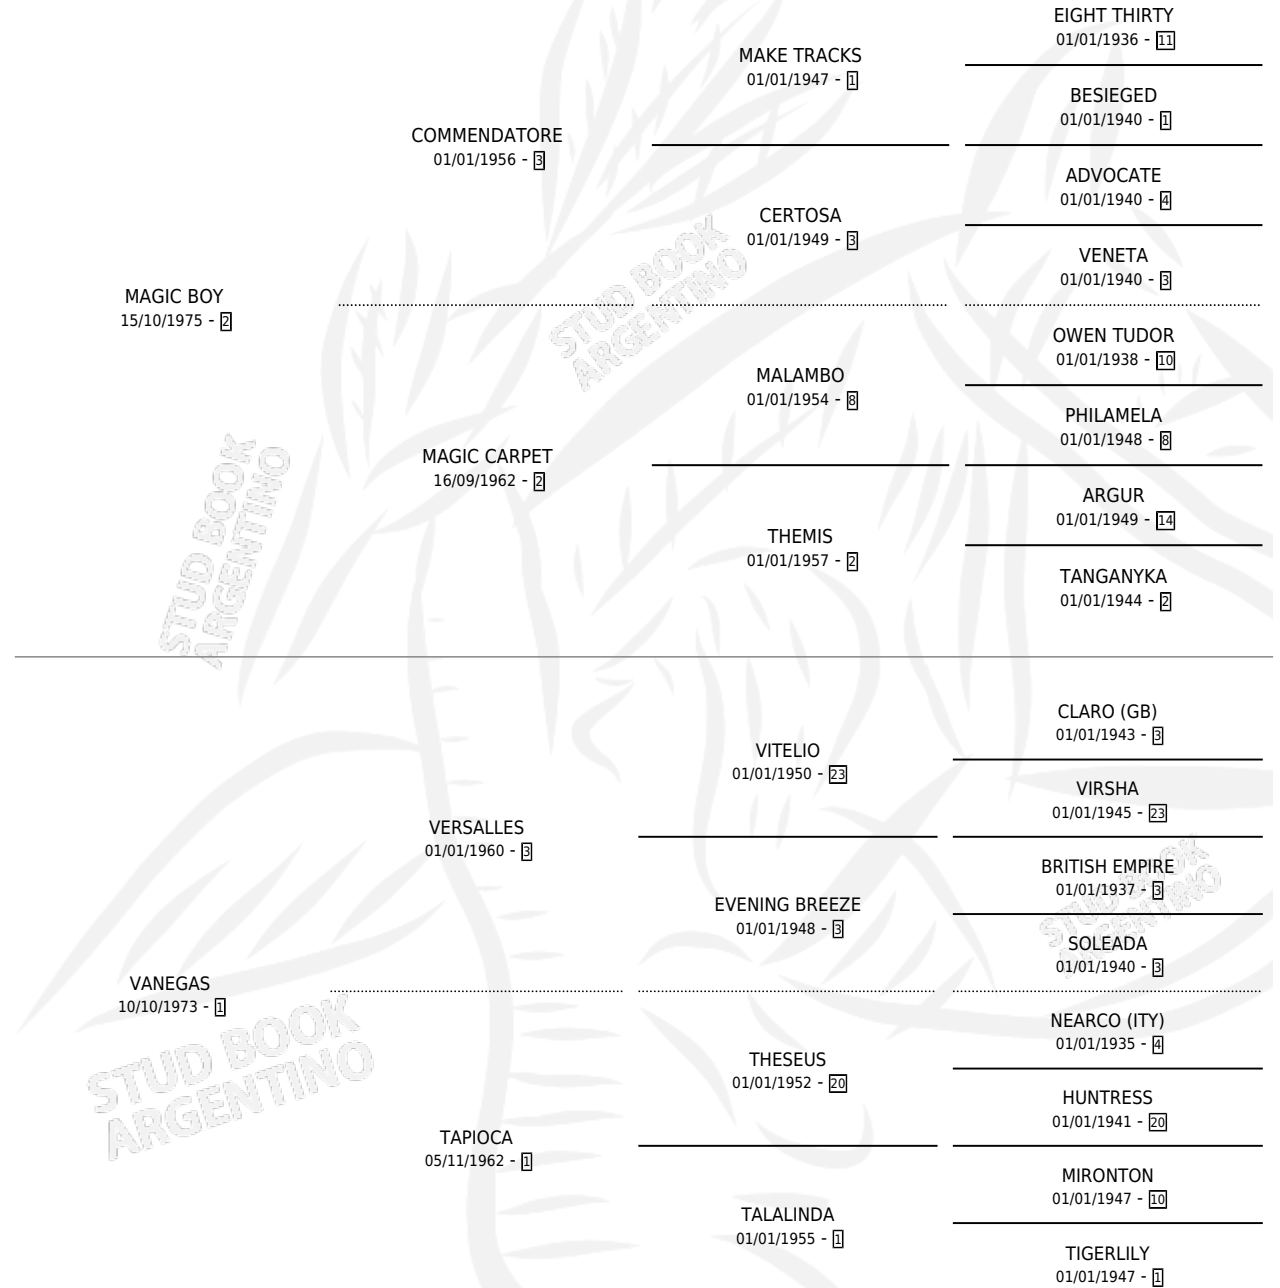 EIGHT THIRTY
01/01/1936 - 11
MAKE TRACKS
01/01/1947 - 1
BESIEGED
01/01/1940 - 1
COMMENDATORE
01/01/1956 - 3
ADVOCATE
01/01/1940 - 4
CERTOSA
01/01/1949 - 3
VENETA
01/01/1940 - 3
MAGIC BOY
15/10/1975 - 2
OWEN TUDOR
01/01/1938 - 10
MALAMBO
01/01/1954 - 8
PHILAMELA
01/01/1948 - 8
MAGIC CARPET
16/09/1962 - 2
ARGUR
01/01/1949 - 14
THEMIS
01/01/1957 - 2
TANGANYKA
01/01/1944 - 2
CLARO (GB)
01/01/1943 - 3
VITELIO
01/01/1950 - 23
VIRSHA
01/01/1945 - 23
VERSALLES
01/01/1960 - 3
BRITISH EMPIRE
01/01/1937 - 3
EVENING BREEZE
01/01/1948 - 3
SOLEADA
01/01/1940 - 3
VANEGAS
10/10/1973 - 1
NEARCO (ITY)
01/01/1935 - 4
THESEUS
01/01/1952 - 20
HUNTRESS
01/01/1941 - 20
TAPIOCA
05/11/1962 - 1
MIRONTON
01/01/1947 - 10
TALALINDA
01/01/1955 - 1
TIGERLILY
01/01/1947 - 1
STUD BOOK
ARGENTINO
STUD BOOK
ARGENTINO
STUD BOOK
ARGENTINO
STUD BOOK
ARGENTINO